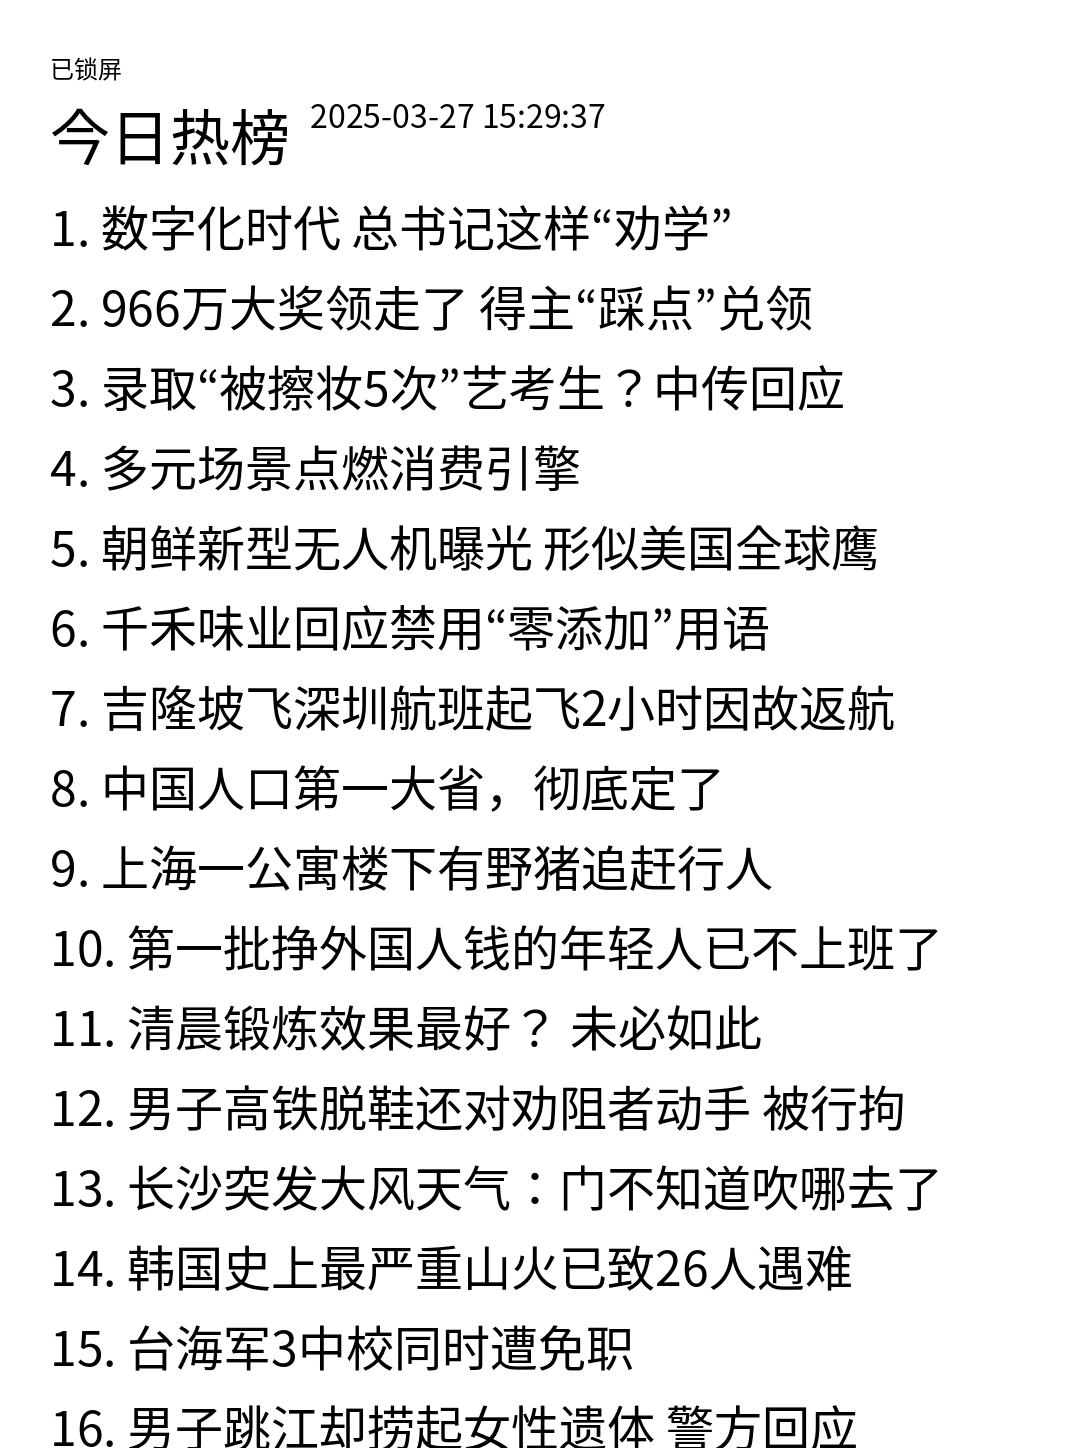 已锁屏
今日热榜 2025-03-27 15:29:37
1. 数字化时代 总书记这样“劝学”
2. 966万大奖领走了 得主“踩点”兑领
3. 录取“被擦妆5次”艺考生？中传回应
4. 多元场景点燃消费引擎
5. 朝鲜新型无人机曝光 形似美国全球鹰
6. 千禾味业回应禁用“零添加”用语
7. 吉隆坡飞深圳航班起飞2小时因故返航
8. 中国人口第一大省，彻底定了
9. 上海一公寓楼下有野猪追赶行人
10. 第一批挣外国人钱的年轻人已不上班了
11. 清晨锻炼效果最好？ 未必如此
12. 男子高铁脱鞋还对劝阻者动手 被行拘
13. 长沙突发大风天气：门不知道吹哪去了
14. 韩国史上最严重山火已致26人遇难
15. 台海军3中校同时遭免职
16. 男子跳江却捞起女性遗体 警方回应